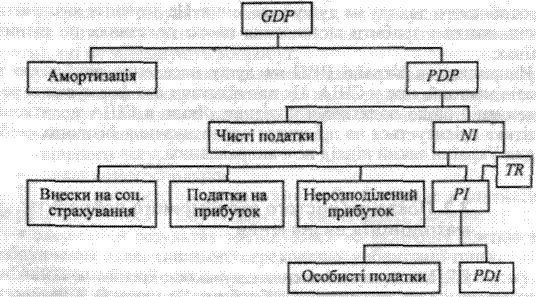 GDP
Амортизація
PDP
Чисті податки
NI
TR
Внески на соц.
страхування
Податки на
прибуток
Нерозподілений
прибуток
PI
Особисті податки
PDI